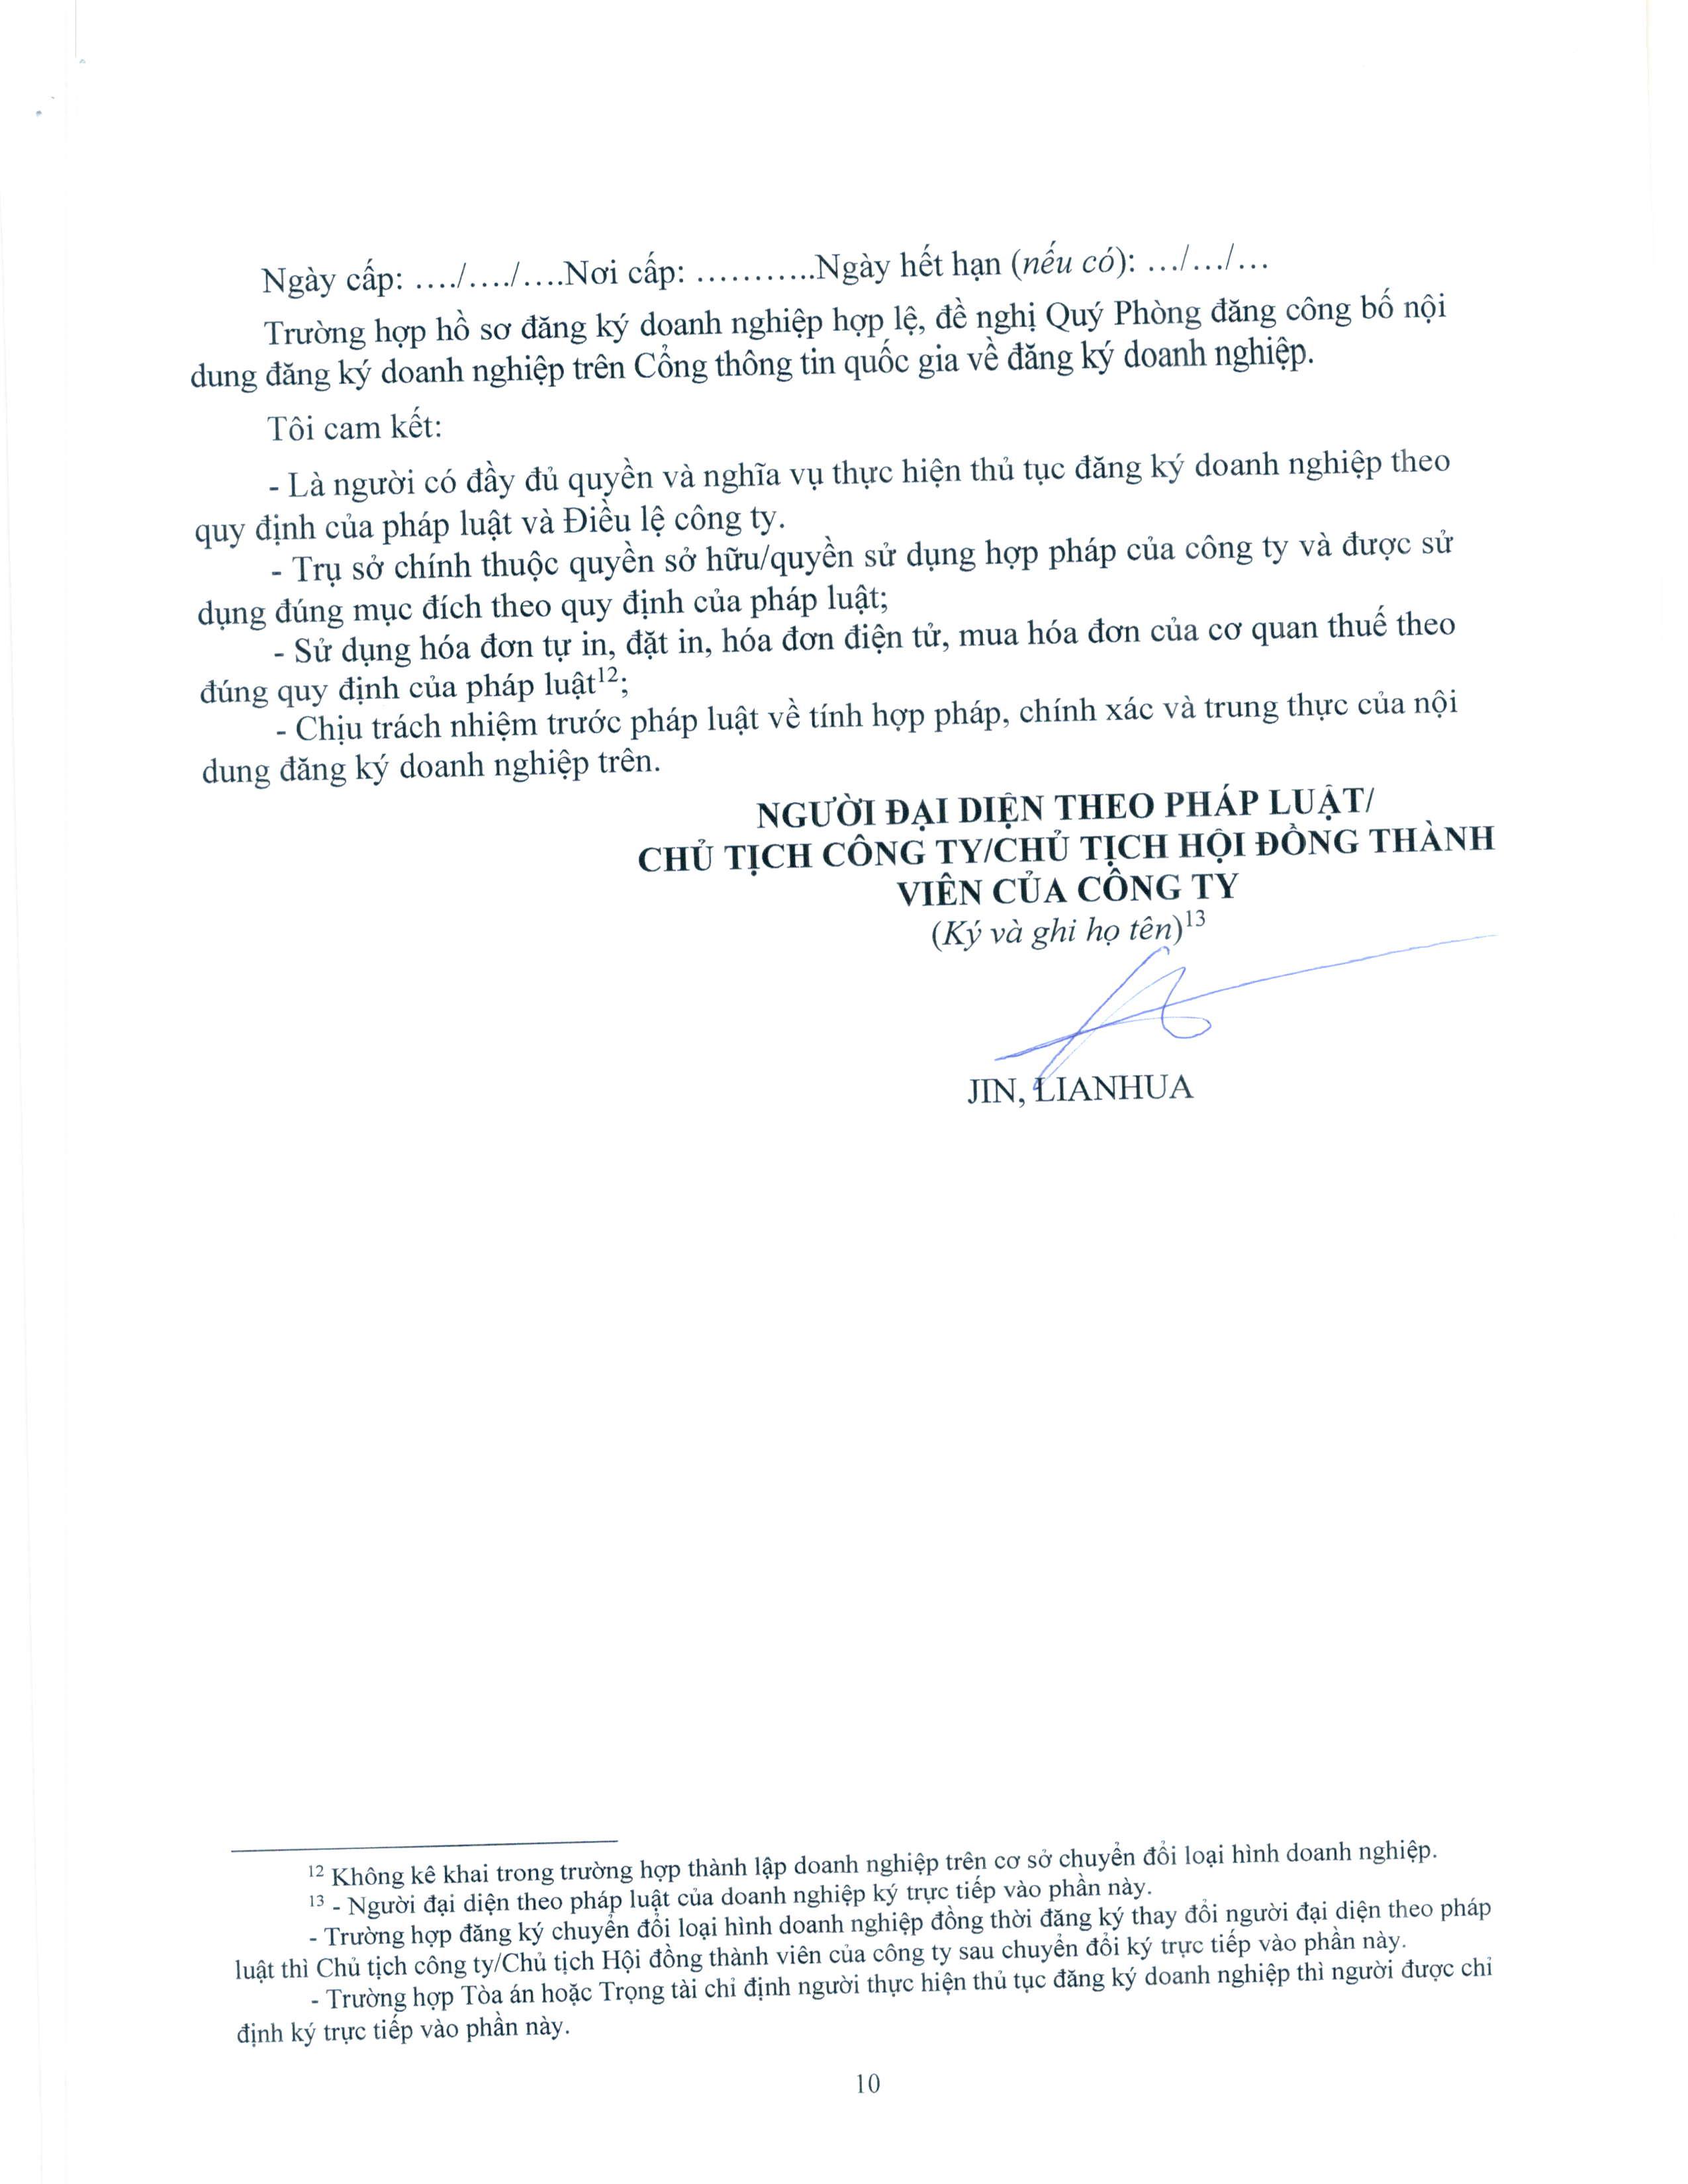 Ngày cấp: …./…./….Nơi cấp: ………..Ngày hết hạn (nếu có): …/…/…
Trường hợp hồ sơ đăng ký doanh nghiệp hợp lệ, đề nghị Quý Phòng đăng công bố nội
dung đăng ký doanh nghiệp trên Cổng thông tin quốc gia về đăng ký doanh nghiệp.
Tôi cam kết:
- Là người có đầy đủ quyền và nghĩa vụ thực hiện thủ tục đăng ký doanh nghiệp theo
quy định của pháp luật và Điều lệ công ty.
- Trụ sở chính thuộc quyền sở hữu/quyền sử dụng hợp pháp của công ty và được sử
dụng đúng mục đích theo quy định của pháp luật;
- Sử dụng hóa đơn tự in, đặt in, hóa đơn điện tử, mua hóa đơn của cơ quan thuế theo
đúng quy định của pháp luật¹²;
- Chịu trách nhiệm trước pháp luật về tính hợp pháp, chính xác và trung thực của nội
dung đăng ký doanh nghiệp trên.
NGƯỜI ĐẠI DIỆN THEO PHÁP LUẬT/
CHỦ TỊCH CÔNG TY/CHỦ TỊCH HỘI ĐỒNG THÀNH
VIÊN CỦA CÔNG TY
(Ký và ghi họ tên)¹³
JIN, LIANHUA
¹² Không kê khai trong trường hợp thành lập doanh nghiệp trên cơ sở chuyển đổi loại hình doanh nghiệp.
¹³ - Người đại diện theo pháp luật của doanh nghiệp ký trực tiếp vào phần này.
- Trường hợp đăng ký chuyển đổi loại hình doanh nghiệp đồng thời đăng ký thay đổi người đại diện theo pháp
luật thì Chủ tịch công ty/Chủ tịch Hội đồng thành viên của công ty sau chuyển đổi ký trực tiếp vào phần này.
- Trường hợp Tòa án hoặc Trọng tài chỉ định người thực hiện thủ tục đăng ký doanh nghiệp thì người được chỉ
định ký trực tiếp vào phần này.
10